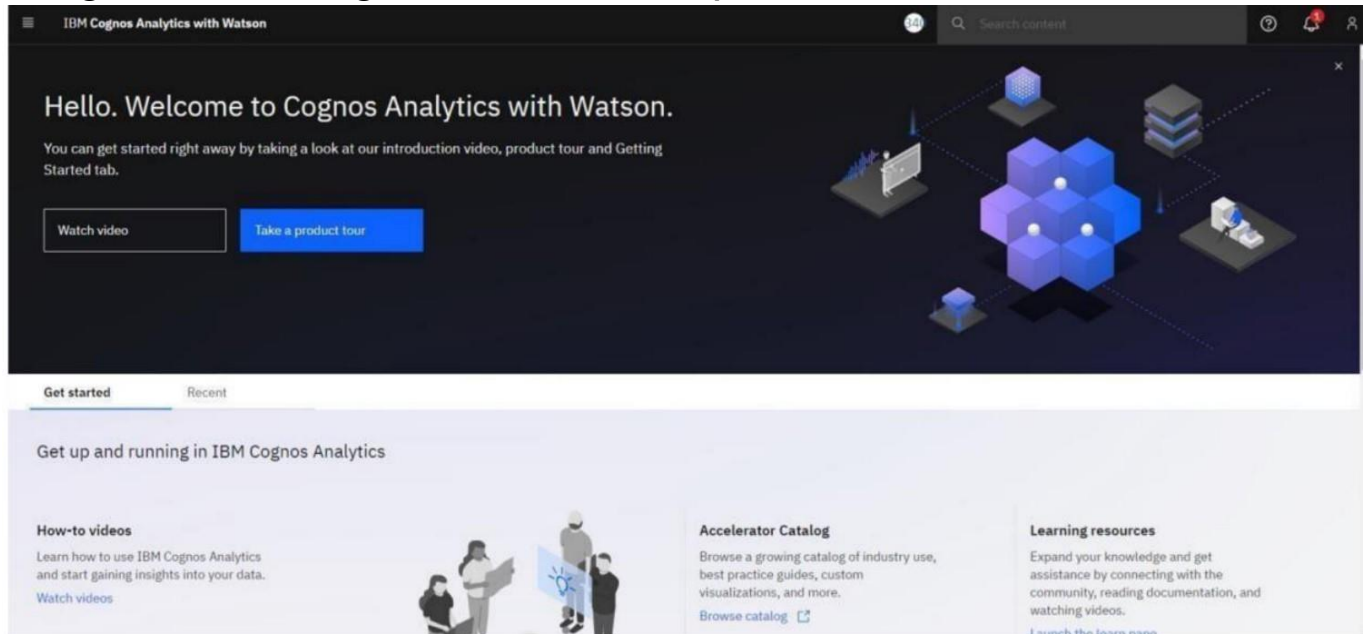 IBM Cognos Analytics with Watson
Search content
Hello. Welcome to Cognos Analytics with Watson.
You can get started right away by taking a look at our introduction video, product tour and Getting
Started tab.
Watch video
Take a product tour
Get started
Recent
Get up and running in IBM Cognos Analytics
How-to videos
Learn how to use IBM Cognos Analytics
and start gaining insights into your data.
Watch videos
Accelerator Catalog
Browse a growing catalog of industry use,
best practice guides, custom
visualizations, and more.
Browse catalog
Learning resources
Expand your knowledge and get
assistance by connecting with the
community, reading documentation, and
watching videos.
Launch the learn page